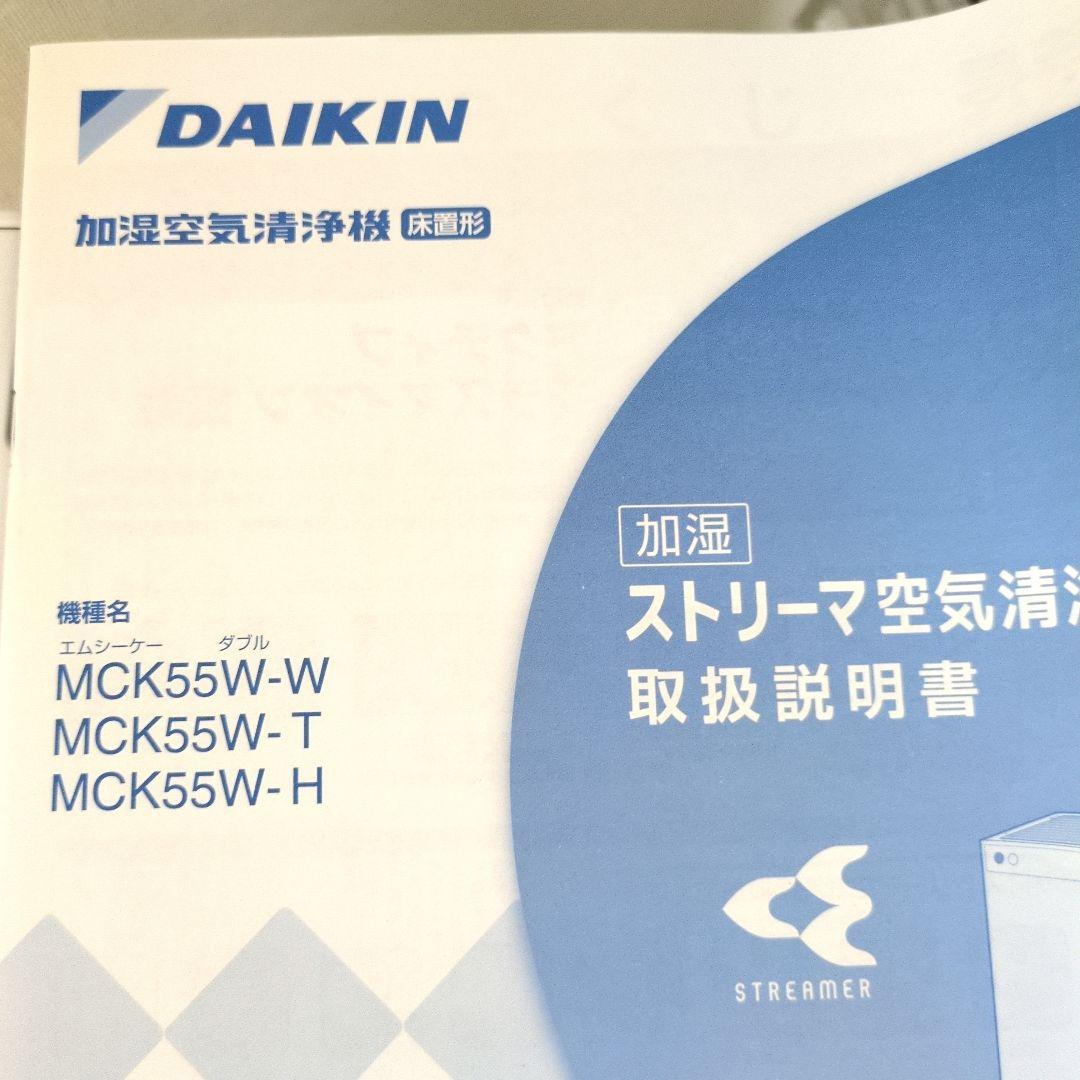 DAIKIN
加湿空気清浄機 床置形
加湿
ストリーマ空気清
取扱説明書
機種名
エムシーケー ダブル
MCK55W-W
MCK55W-T
MCK55W-H
STREAMER